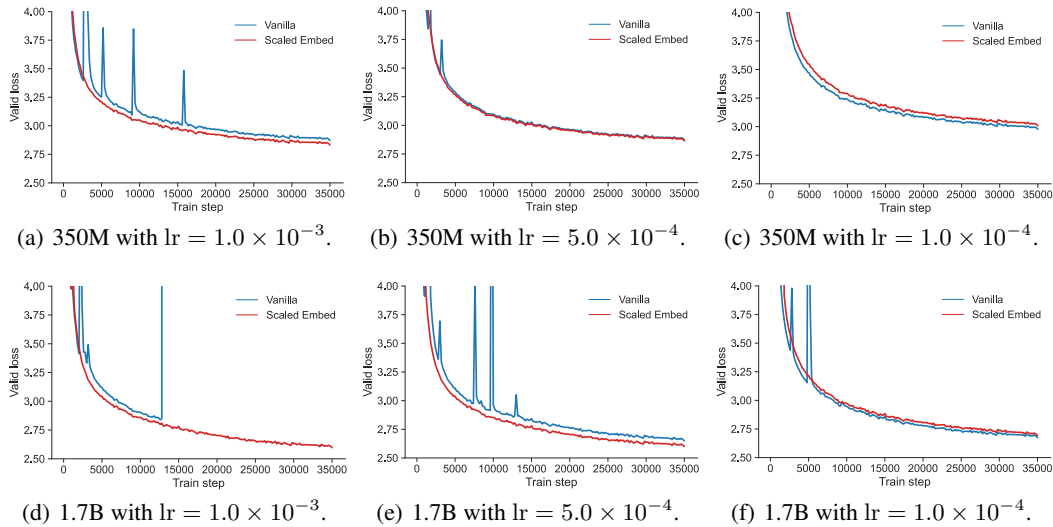 4.00
3.75
3.50
3.25
3.00
2.75
2.50
Valid loss
0 5000 10000 15000 20000 25000 30000 35000
Train step
Vanilla
Scaled Embed
(a) 350M with lr = 1.0 × 10⁻³.
4.00
3.75
3.50
3.25
3.00
2.75
2.50
Valid loss
0 5000 10000 15000 20000 25000 30000 35000
Train step
Vanilla
Scaled Embed
(b) 350M with lr = 5.0 × 10⁻⁴.
4.00
3.75
3.50
3.25
3.00
2.75
2.50
Valid loss
0 5000 10000 15000 20000 25000 30000 35000
Train step
Vanilla
Scaled Embed
(c) 350M with lr = 1.0 × 10⁻⁴.
4.00
3.75
3.50
3.25
3.00
2.75
2.50
Valid loss
0 5000 10000 15000 20000 25000 30000 35000
Train step
Vanilla
Scaled Embed
(d) 1.7B with lr = 1.0 × 10⁻³.
4.00
3.75
3.50
3.25
3.00
2.75
2.50
Valid loss
0 5000 10000 15000 20000 25000 30000 35000
Train step
Vanilla
Scaled Embed
(e) 1.7B with lr = 5.0 × 10⁻⁴.
4.00
3.75
3.50
3.25
3.00
2.75
2.50
Valid loss
0 5000 10000 15000 20000 25000 30000 35000
Train step
Vanilla
Scaled Embed
(f) 1.7B with lr = 1.0 × 10⁻⁴.